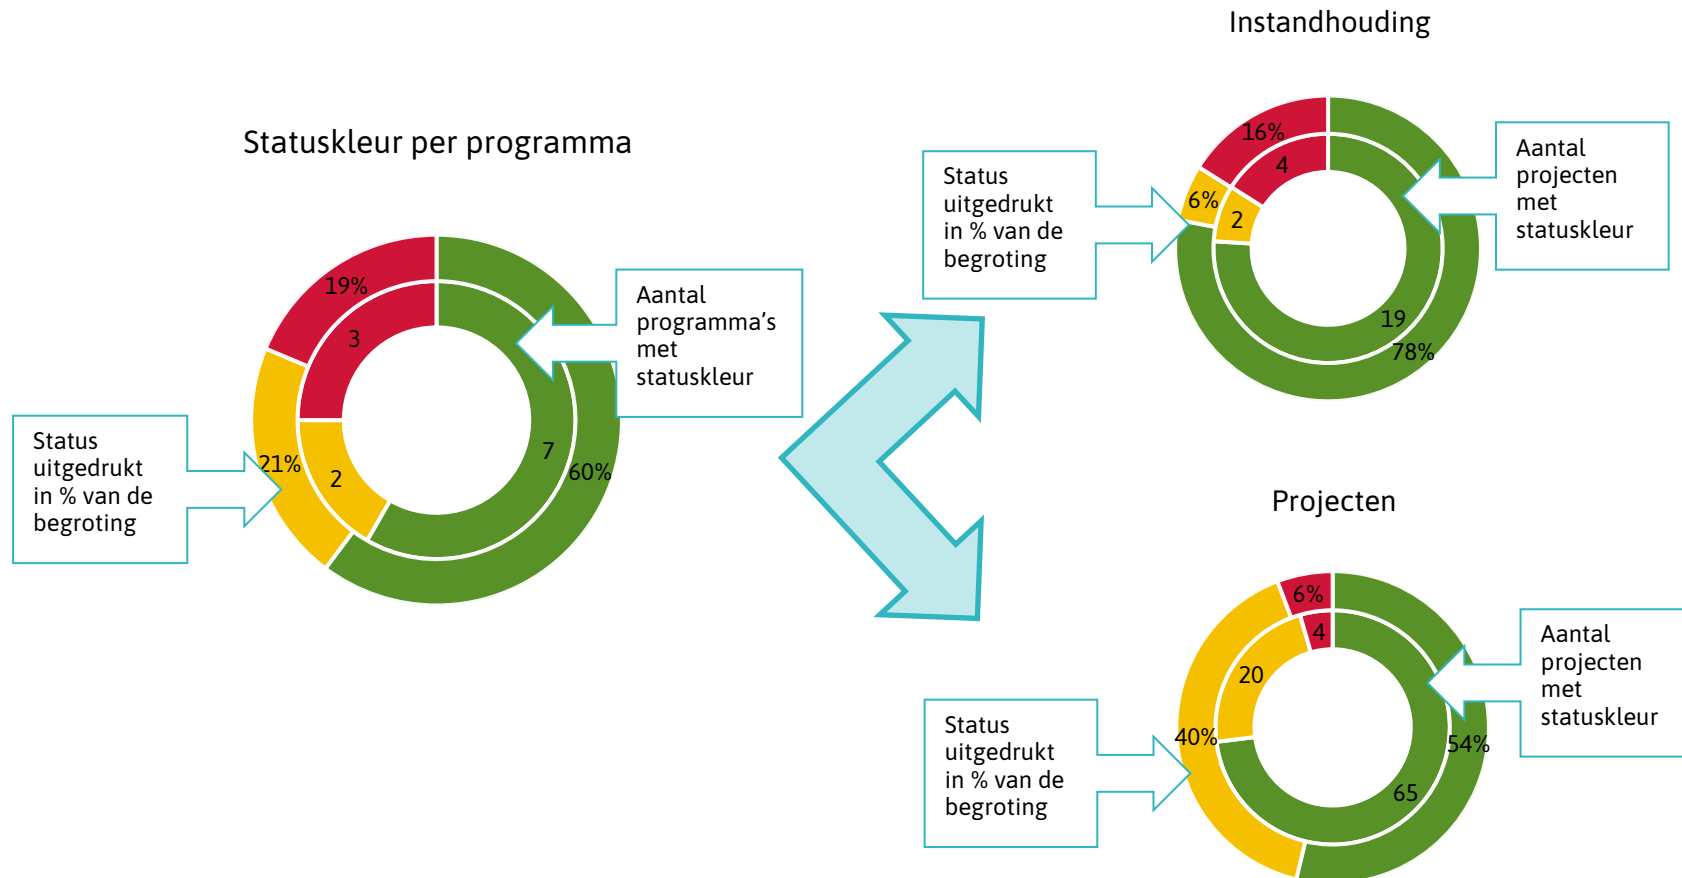 Statuskleur per programma
19%
3
Aantal
programma's
met
statuskleur
7
60%
21%
2
Status
uitgedrukt
in % van de
begroting
Instandhouding
16%
4
6%
2
Status
uitgedrukt
in % van de
begroting
Aantal
projecten
met
statuskleur
19
78%
Projecten
6%
4
20
40%
Status
uitgedrukt
in % van de
begroting
Aantal
projecten
met
statuskleur
54%
65